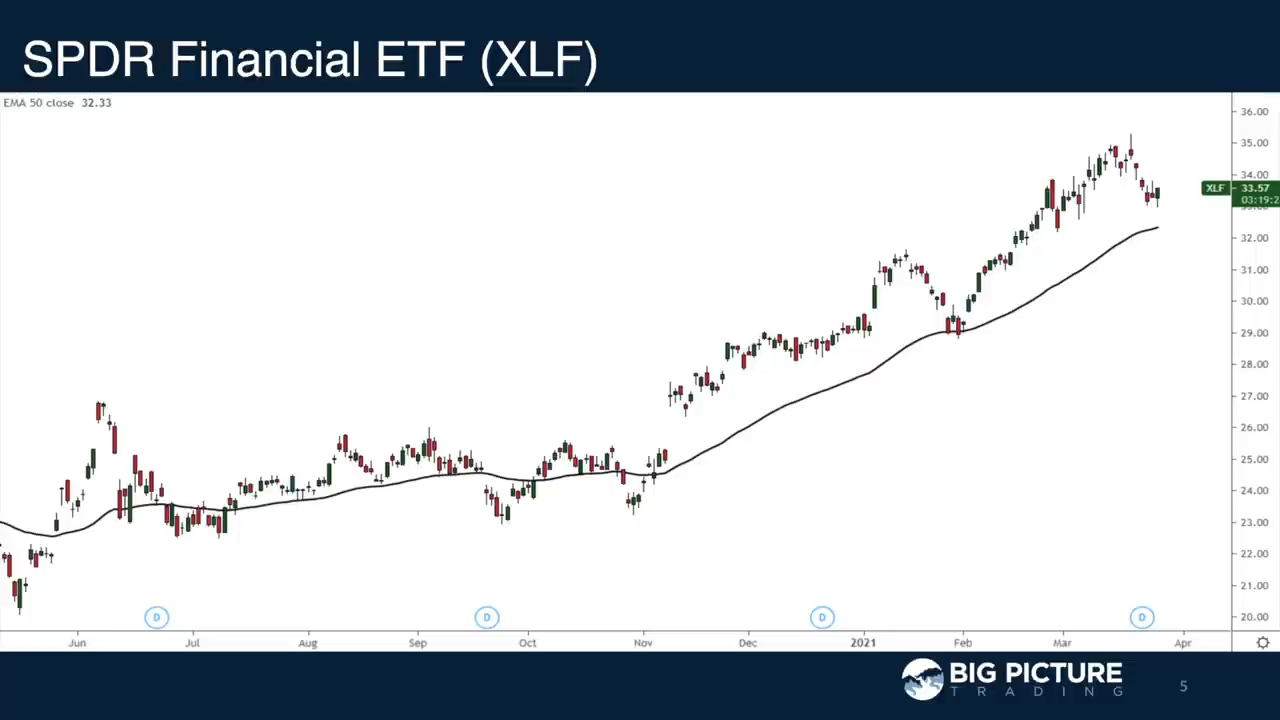 SPDR Financial ETF (XLF)
EMA 50 close 32.33
36.00
35.00
34.00
XLF 33.57
03:19:2
32.00
31.00
30.00
29.00
28.00
27.00
26.00
25.00
24.00
23.00
22.00
21.00
20.00
D D D D
Jun Jul Aug Sep Oct Nov Dec 2021 Feb Mar Apr
BIG PICTURE
TRADING
5